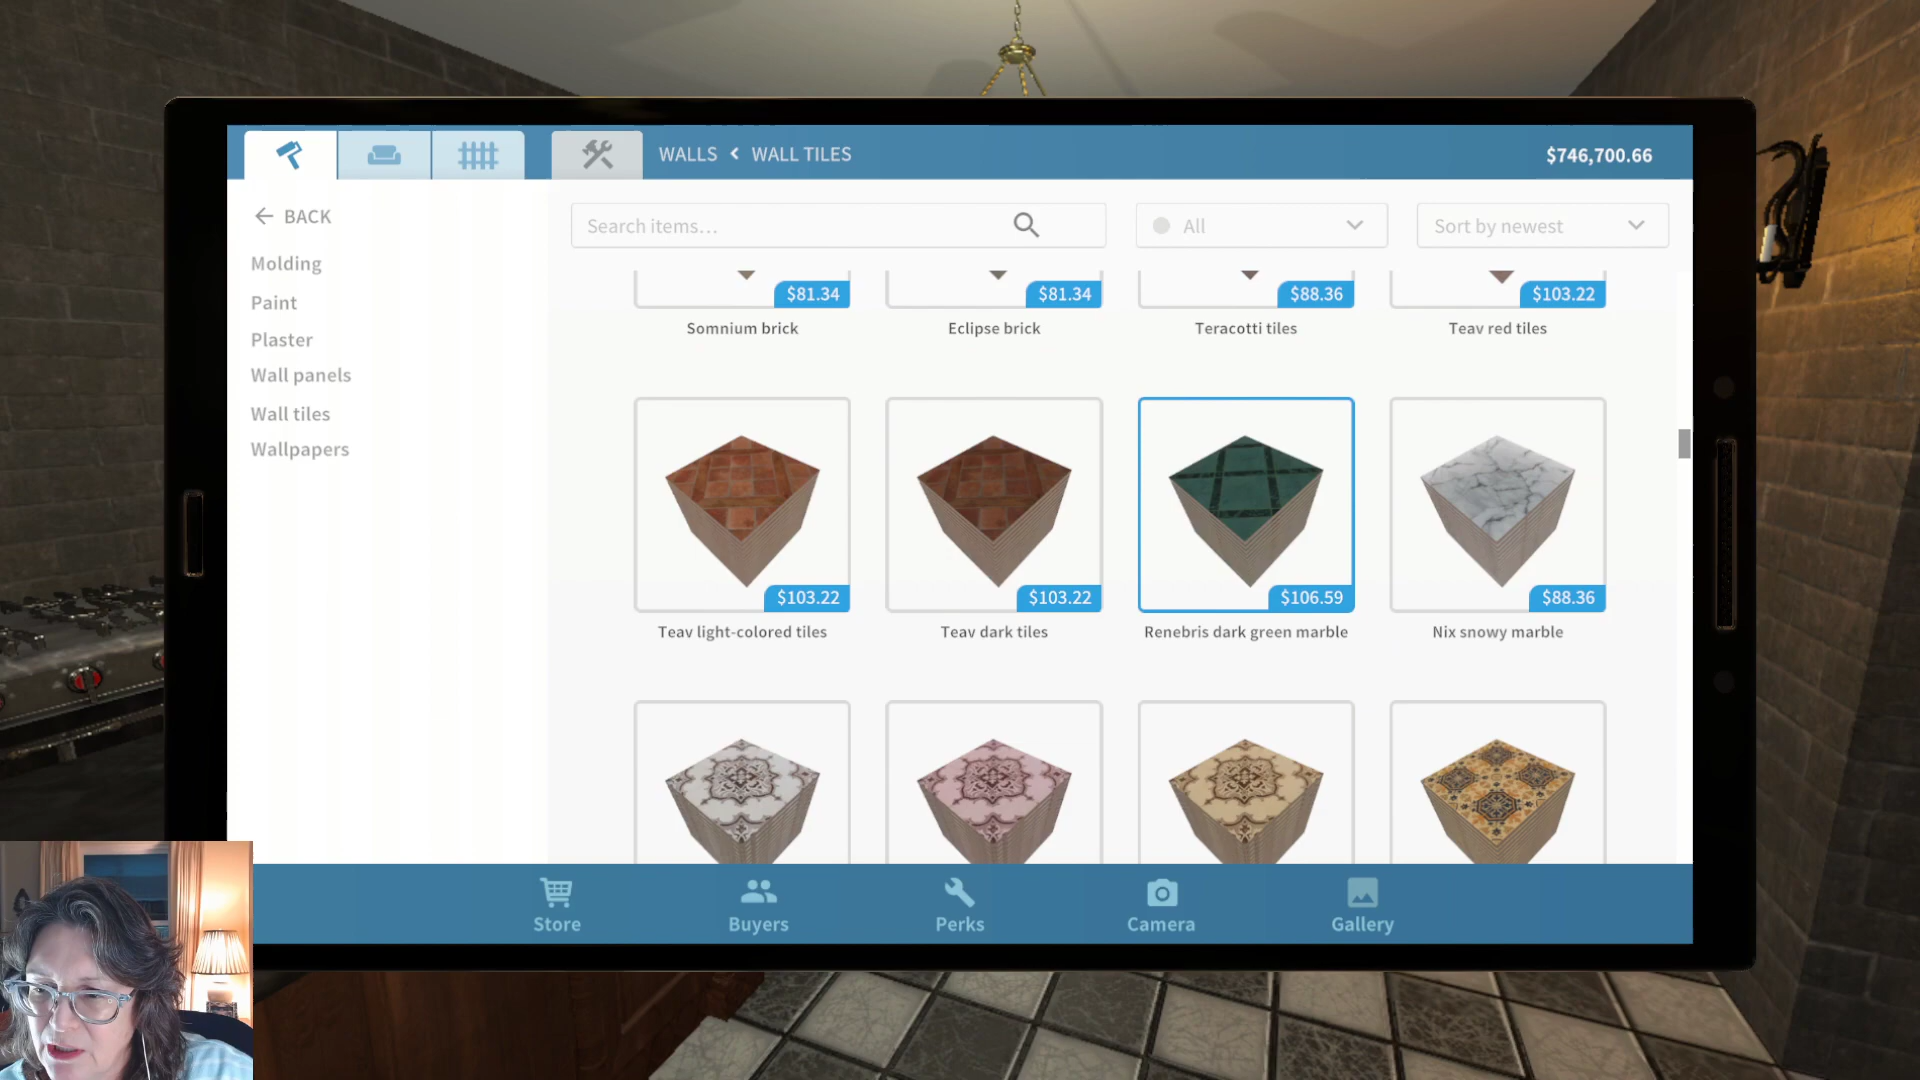 WALLS < WALL TILES
$746,700.66
BACK
Search items...
All
Sort by newest
Molding
Paint
Plaster
Wall panels
Wall tiles
Wallpapers
$81.34
$81.34
$88.36
$103.22
Somnium brick
Eclipse brick
Teracotti tiles
Teav red tiles
$103.22
$103.22
$106.59
$88.36
Teav light-colored tiles
Teav dark tiles
Renebris dark green marble
Nix snowy marble
Store
Buyers
Perks
Camera
Gallery